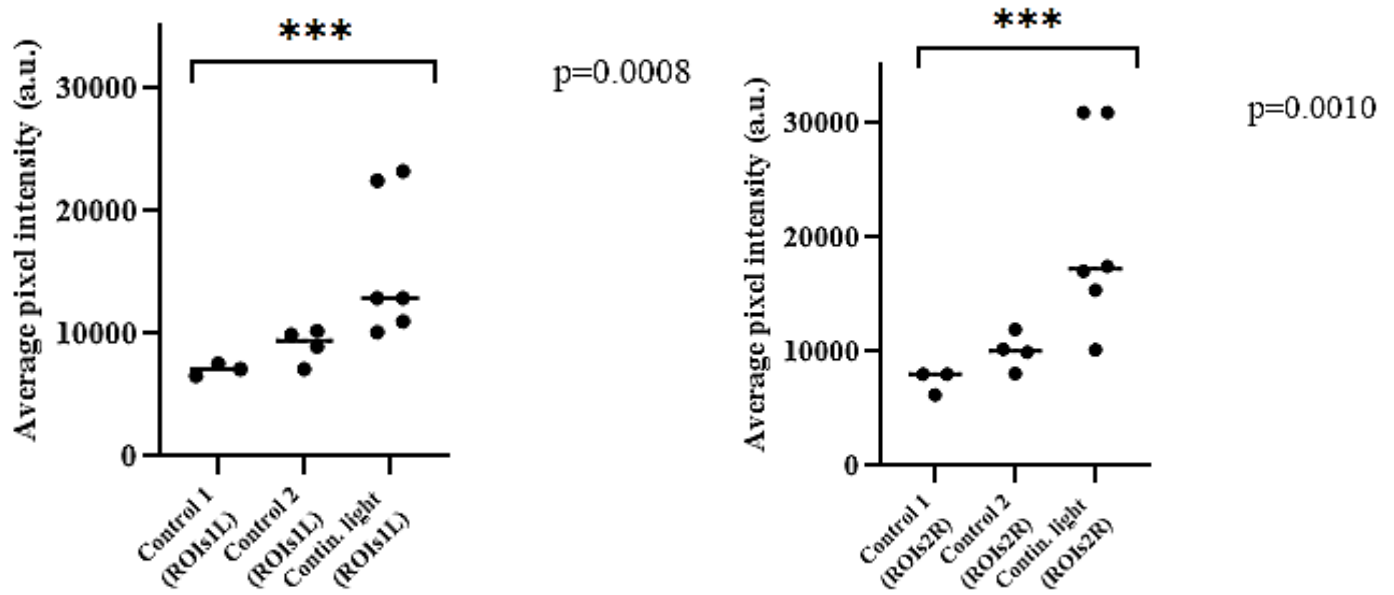 ***
p=0.0008
Average pixel intensity (a.u.)
30000
20000
10000
0
Control 1
(ROIs1L)
Control 2
(ROIs1L)
Contin. light
(ROIs1L)
***
p=0.0010
Average pixel intensity (a.u.)
30000
20000
10000
0
Control 1
(ROIs2R)
Control 2
(ROIs2R)
Contin. light
(ROIs2R)